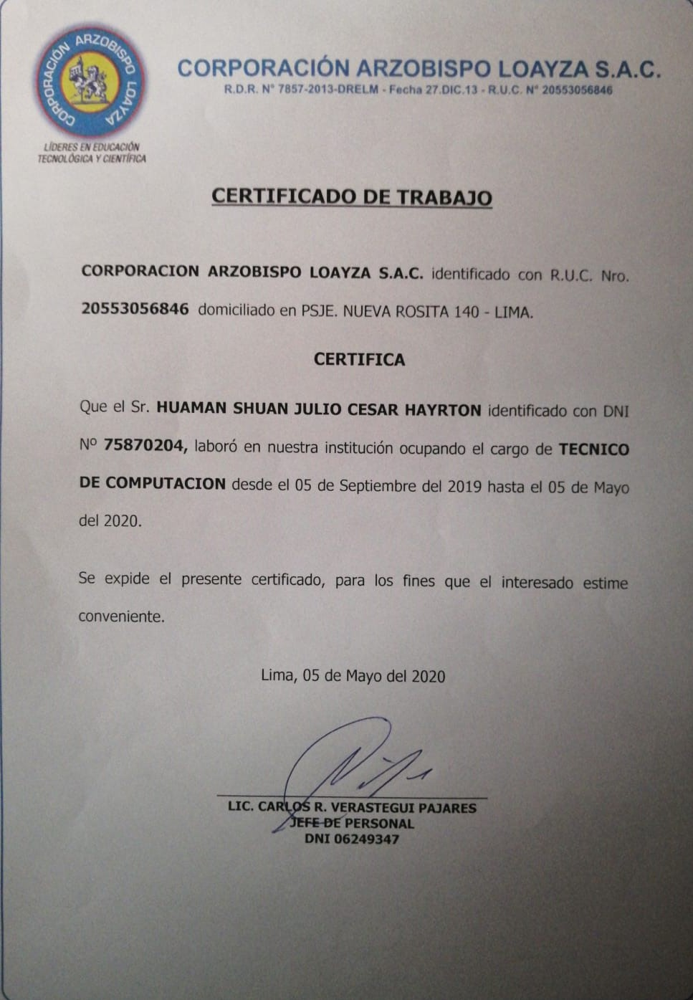 CORPORACIÓN ARZOBISPO LOAYZA
LÍDERES EN EDUCACIÓN
TECNOLÓGICA Y CIENTÍFICA
CORPORACIÓN ARZOBISPO LOAYZA S.A.C.
R.D.R. N° 7857-2013-DRELM - Fecha 27.DIC.13 - R.U.C. N° 20553056846
CERTIFICADO DE TRABAJO
CORPORACION ARZOBISPO LOAYZA S.A.C. identificado con R.U.C. Nro.
20553056846 domiciliado en PSJE. NUEVA ROSITA 140 - LIMA.
CERTIFICA
Que el Sr. HUAMAN SHUAN JULIO CESAR HAYRTON identificado con DNI
Nº 75870204, laboró en nuestra institución ocupando el cargo de TECNICO
DE COMPUTACION desde el 05 de Septiembre del 2019 hasta el 05 de Mayo
del 2020.
Se expide el presente certificado, para los fines que el interesado estime
conveniente.
Lima, 05 de Mayo del 2020
LIC. CARLOS R. VERASTEGUI PAJARES
JEFE DE PERSONAL
DNI 06249347